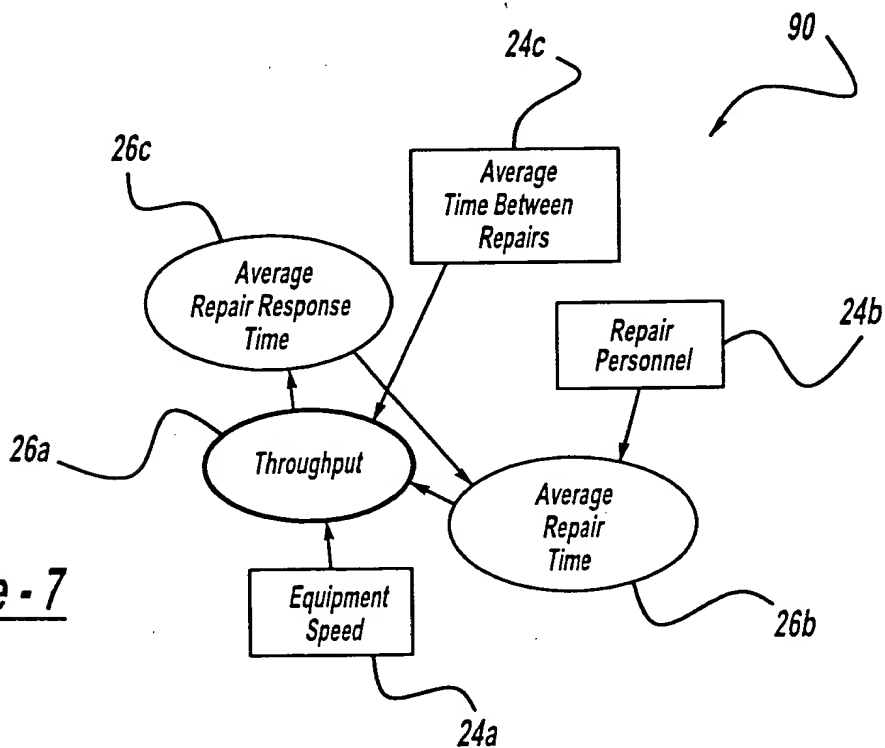 90
24c
26c
Average
Time Between
Repairs
Average
Repair Response
Time
Repair
Personnel
24b
26a
Throughput
Average
Repair
Time
e - 7
Equipment
Speed
26b
24a